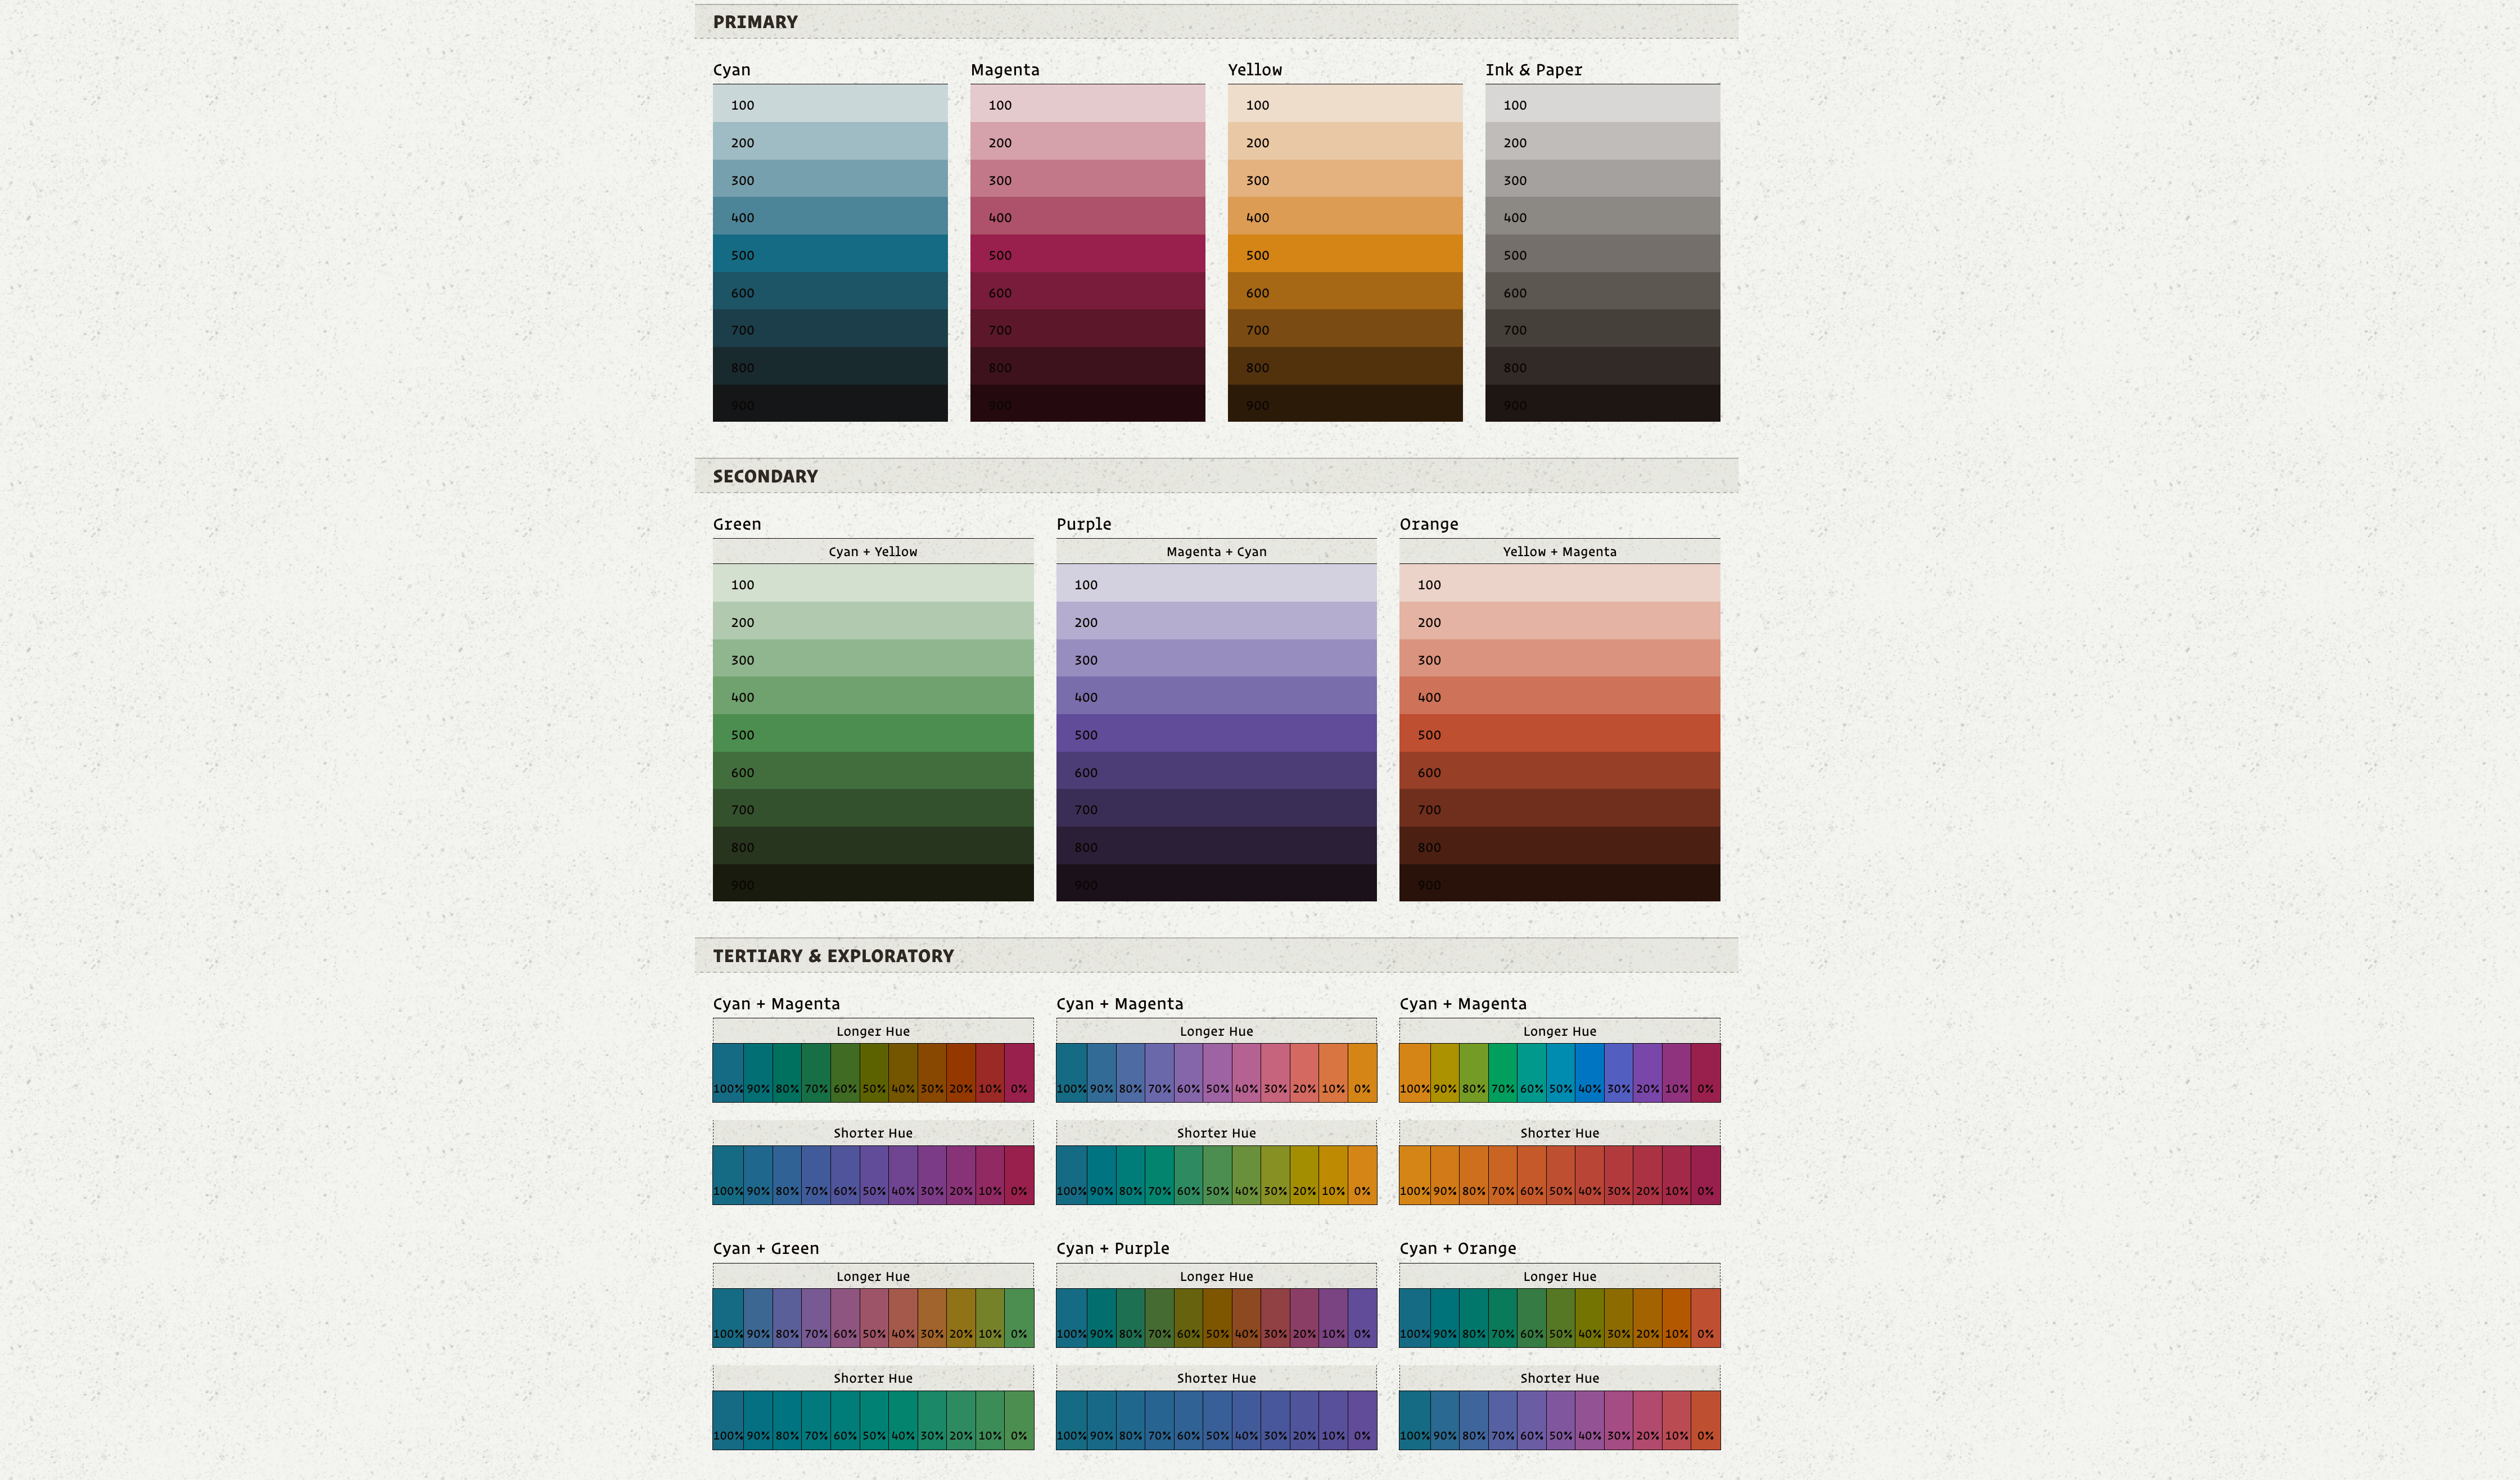 PRIMARY
Cyan Magenta Yellow Ink & Paper
100 100 100 100
200 200 200 200
300 300 300 300
400 400 400 400
500 500 500 500
600 600 600 600
700 700 700 700
800 800 800 800
900 900 900 900
SECONDARY
Green Purple Orange
Cyan + Yellow Magenta + Cyan Yellow + Magenta
100 100 100
200 200 200
300 300 300
400 400 400
500 500 500
600 600 600
700 700 700
800 800 800
900 900 900
TERTIARY & EXPLORATORY
Cyan + Magenta Cyan + Magenta Cyan + Magenta
Longer Hue Longer Hue Longer Hue
100% 90% 80% 70% 60% 50% 40% 30% 20% 10% 0% 100% 90% 80% 70% 60% 50% 40% 30% 20% 10% 0% 100% 90% 80% 70% 60% 50% 40% 30% 20% 10% 0%
Shorter Hue Shorter Hue Shorter Hue
100% 90% 80% 70% 60% 50% 40% 30% 20% 10% 0% 100% 90% 80% 70% 60% 50% 40% 30% 20% 10% 0% 100% 90% 80% 70% 60% 50% 40% 30% 20% 10% 0%
Cyan + Green Cyan + Purple Cyan + Orange
Longer Hue Longer Hue Longer Hue
100% 90% 80% 70% 60% 50% 40% 30% 20% 10% 0% 100% 90% 80% 70% 60% 50% 40% 30% 20% 10% 0% 100% 90% 80% 70% 60% 50% 40% 30% 20% 10% 0%
Shorter Hue Shorter Hue Shorter Hue
100% 90% 80% 70% 60% 50% 40% 30% 20% 10% 0% 100% 90% 80% 70% 60% 50% 40% 30% 20% 10% 0% 100% 90% 80% 70% 60% 50% 40% 30% 20% 10% 0%